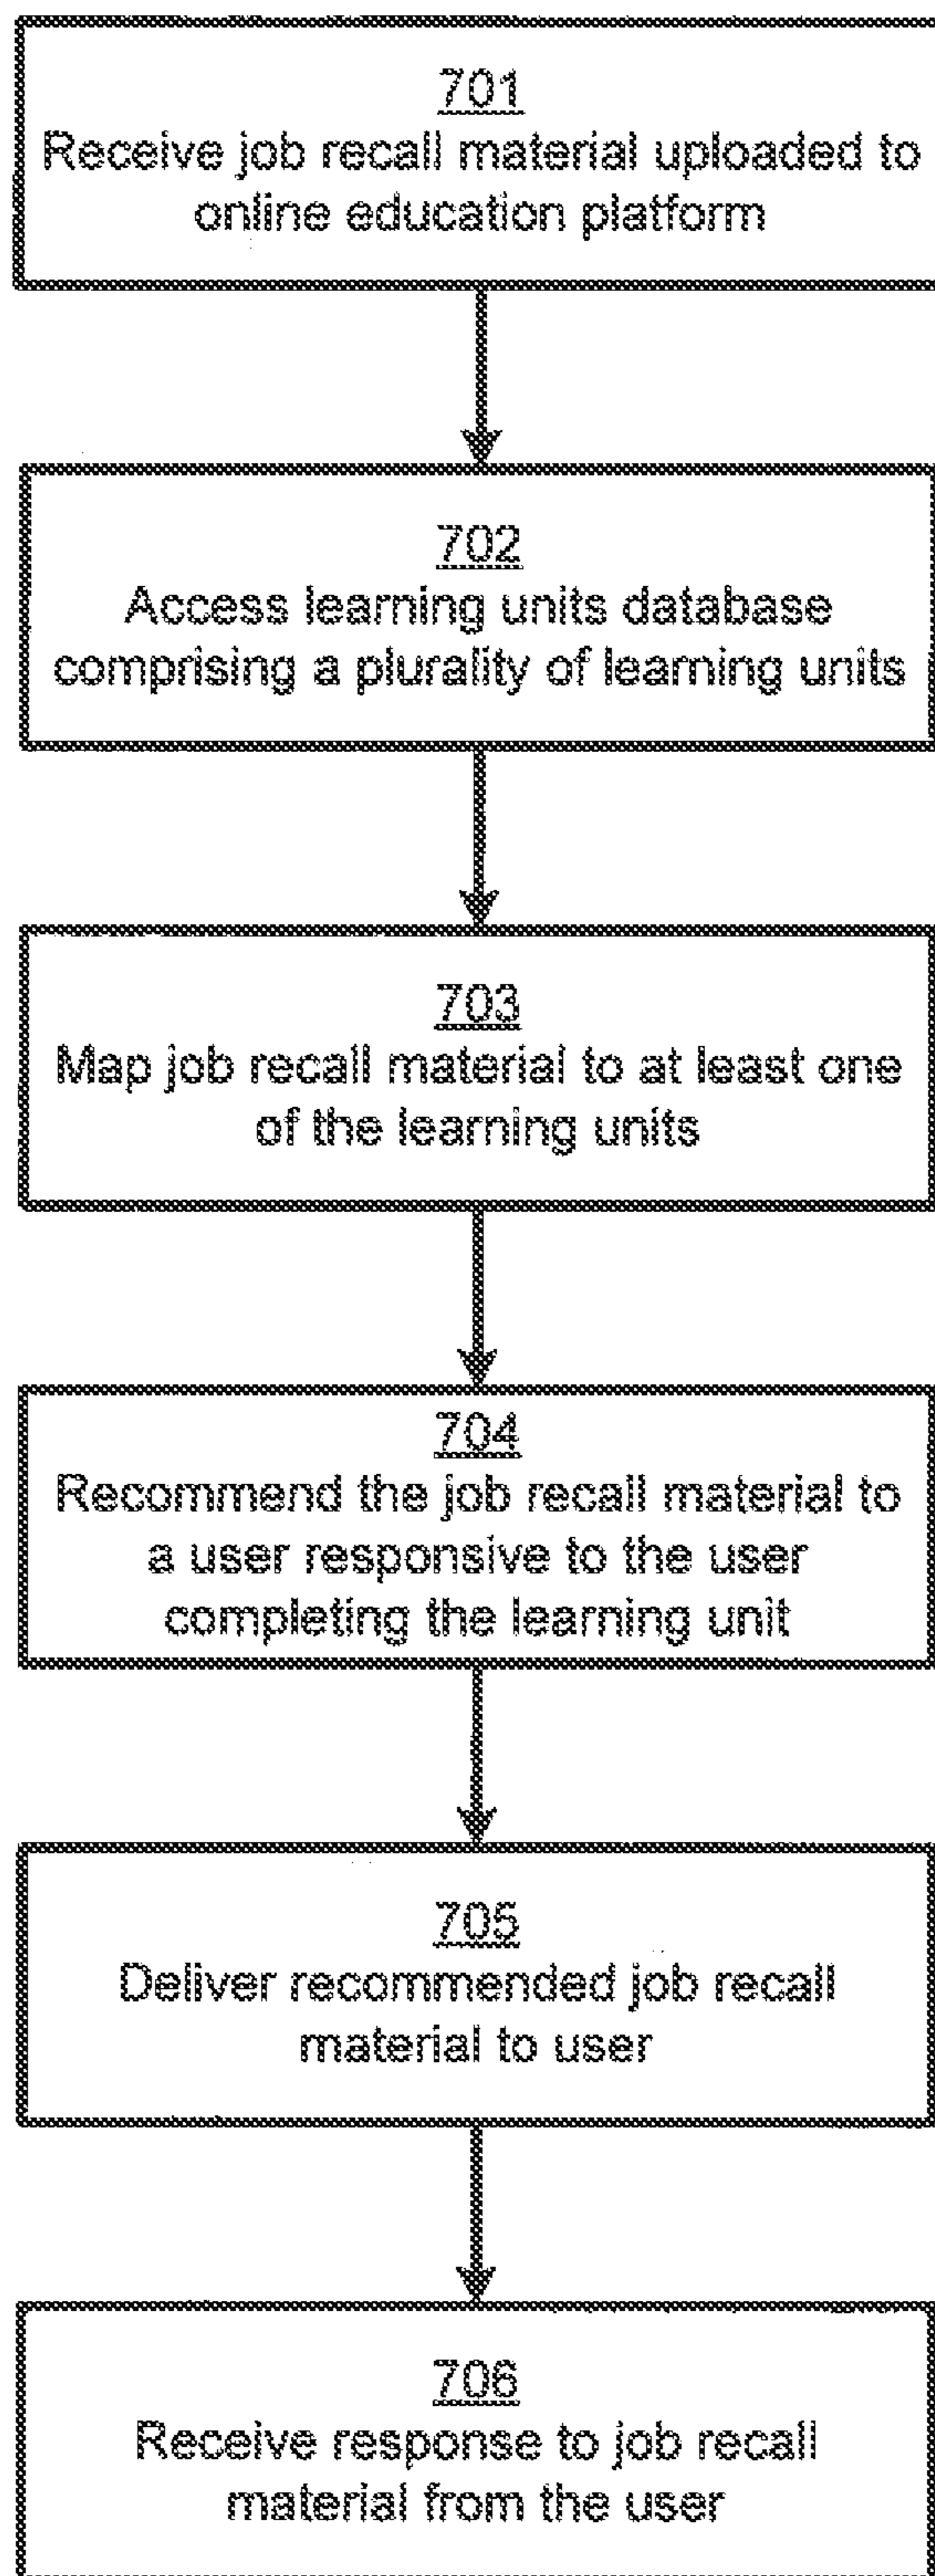 701
Receive job recall material uploaded to
online education platform
702
Access learning units database
comprising a plurality of learning units
703
Map job recall material to at least one
of the learning units
704
Recommend the job recall material to
a user responsive to the user
completing the learning unit
705
Deliver recommended job recall
material to user
706
Receive response to job recall
material from the user